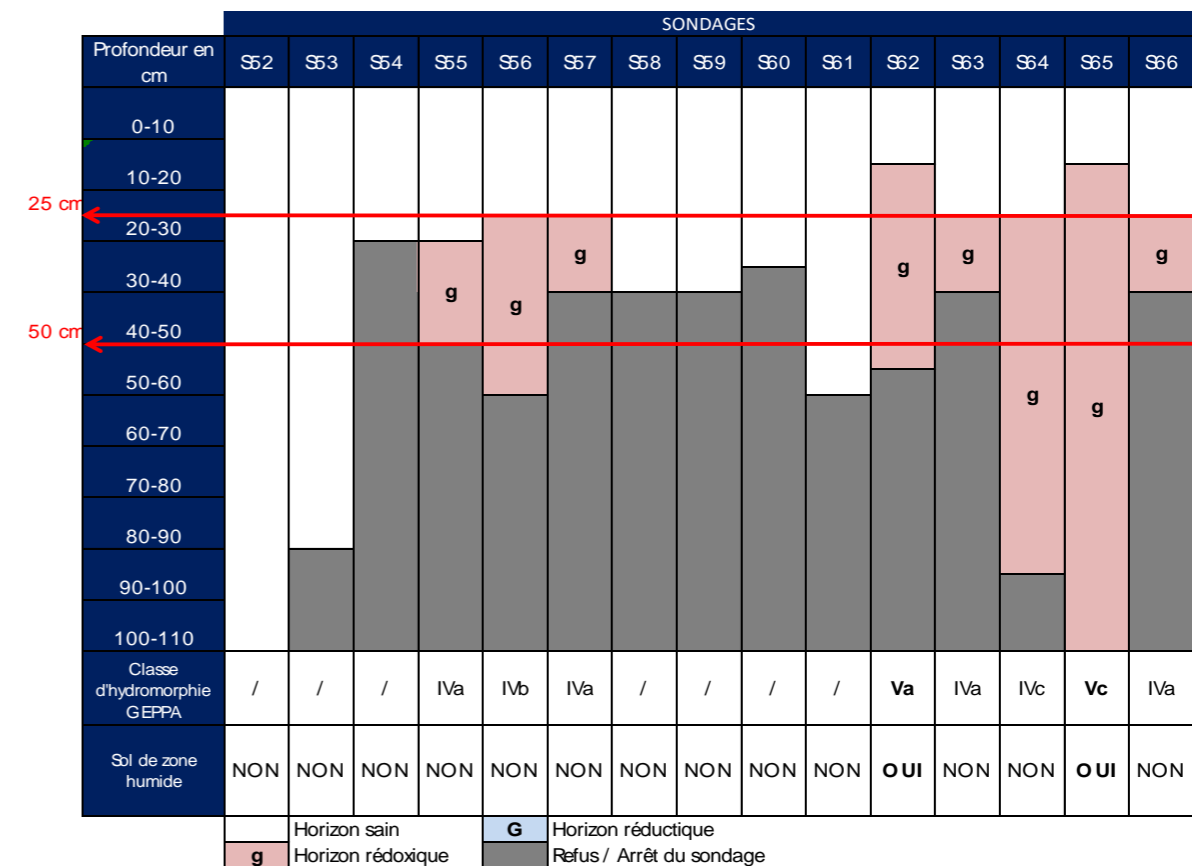 SONDAGES
Profondeur en cm S52 S53 S54 S55 S56 S57 S58 S59 S60 S61 S62 S63 S64 S65 S66
0-10
10-20
25 cm
20-30
g g g g
30-40
g g
40-50
50 cm
50-60
g g
60-70
70-80
80-90
90-100
100-110
Classe d'hydromorphie GEPPA / / / IVa IVb IVa / / / / Va IVa IVc Vc IVa
Sol de zone humide NON NON NON NON NON NON NON NON NON NON OUI NON NON OUI NON
Horizon sain G Horizon réductique
g Horizon rédoxique Refus / Arrêt du sondage